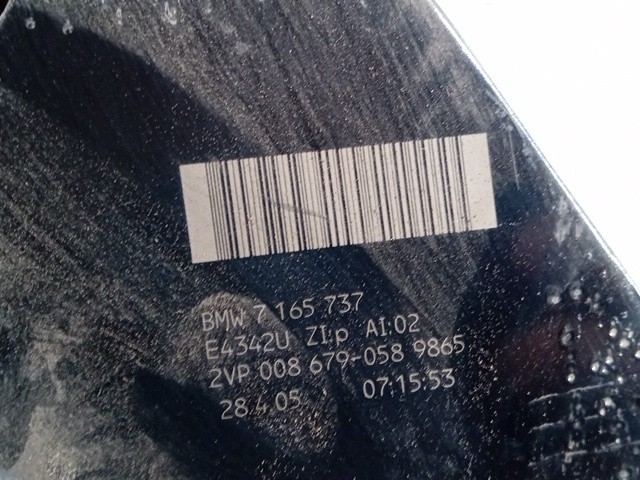 BMW 7 165 737
E4342U ZI:p AI:02
2VP 008 679-058 9865
28.4.05 07:15:53